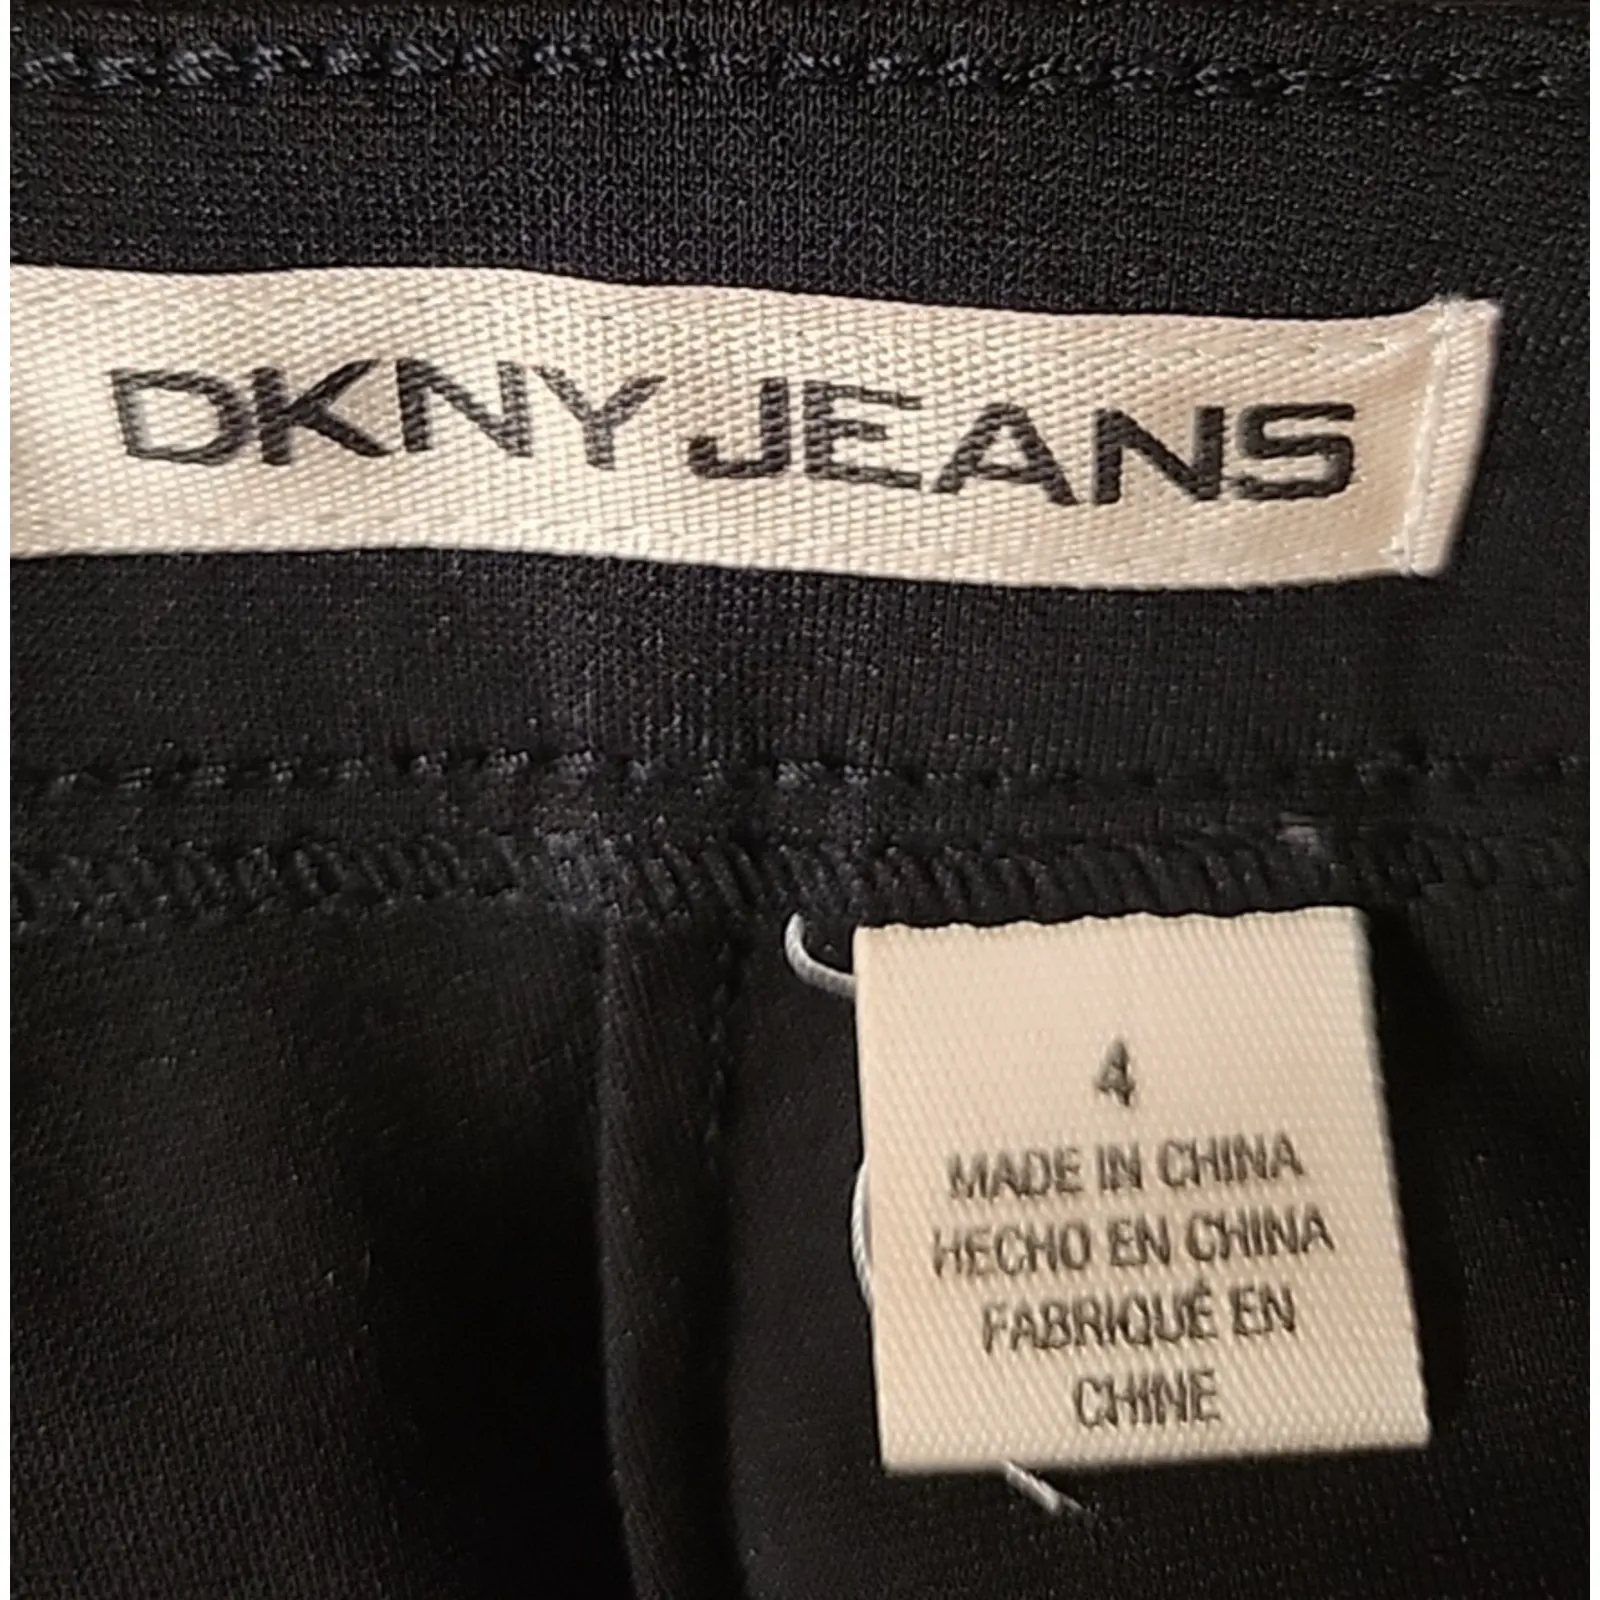 DKNY JEANS
4
MADE IN CHINA
HECHO EN CHINA
FABRIQUÉ EN
CHINE